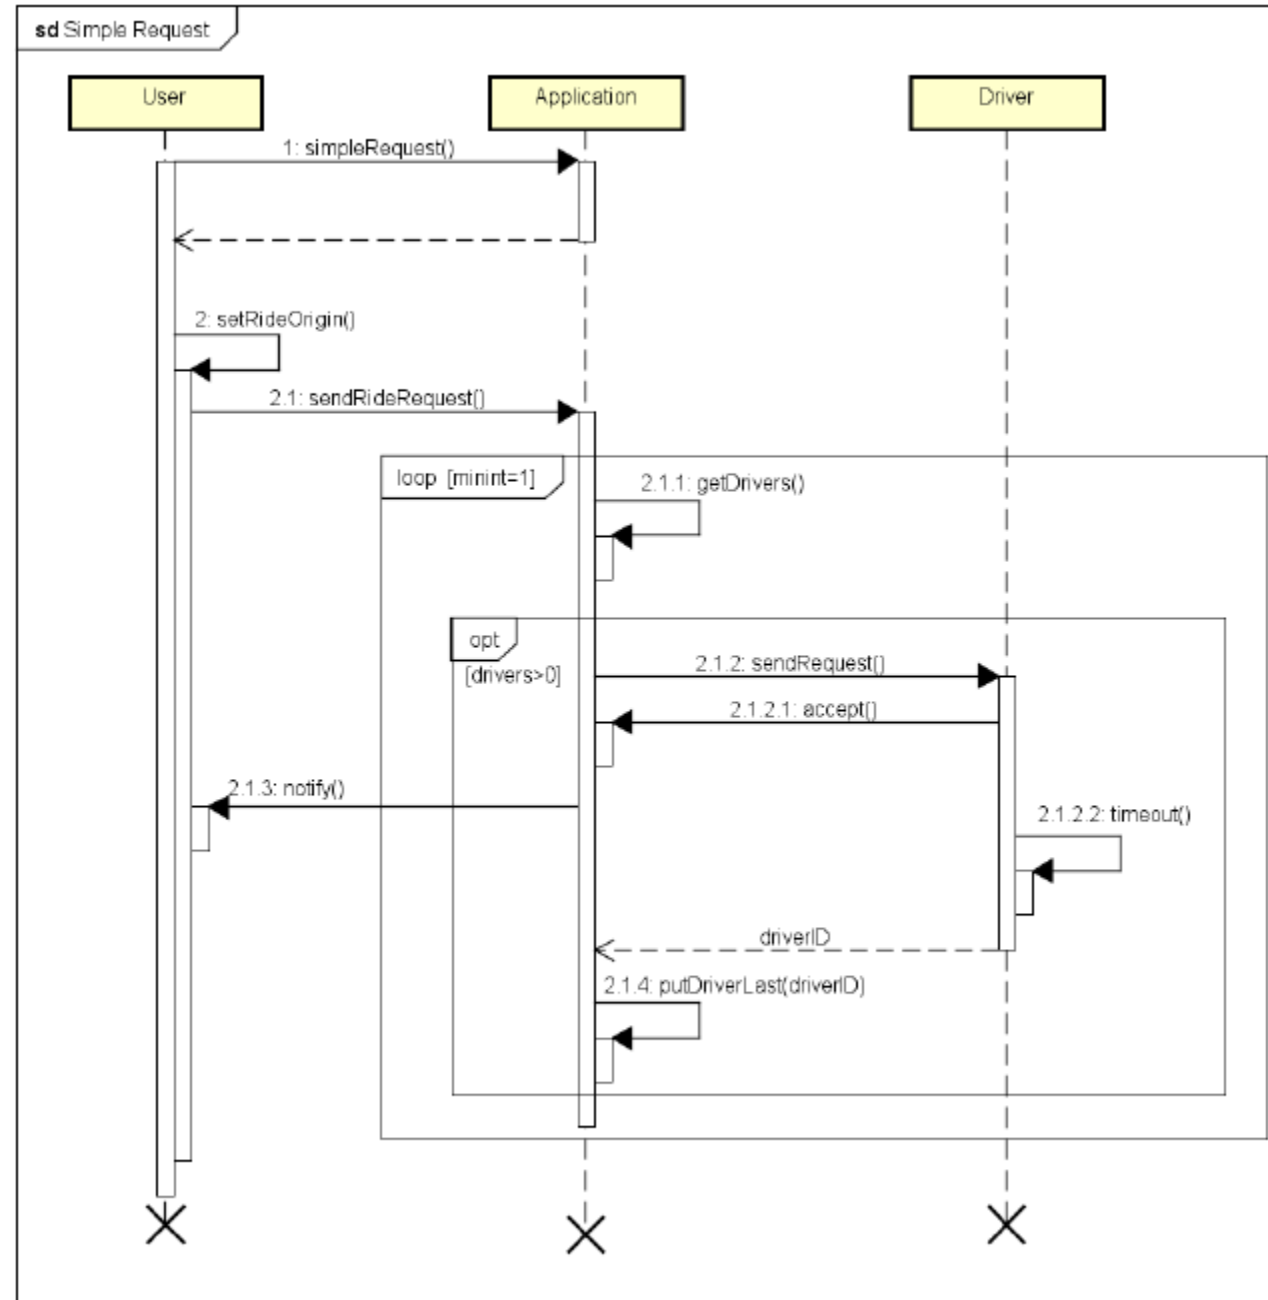 sd Simple Request
User
Application
Driver
1: simpleRequest()
2: setRideOrigin()
2.1: sendRideRequest()
loop [minint=1]
2.1.1: getDrivers()
opt
[drivers>0]
2.1.2: sendRequest()
2.1.2.1: accept()
2.1.3: notify()
2.1.2.2: timeout()
driverID
2.1.4: putDriverLast(driverID)